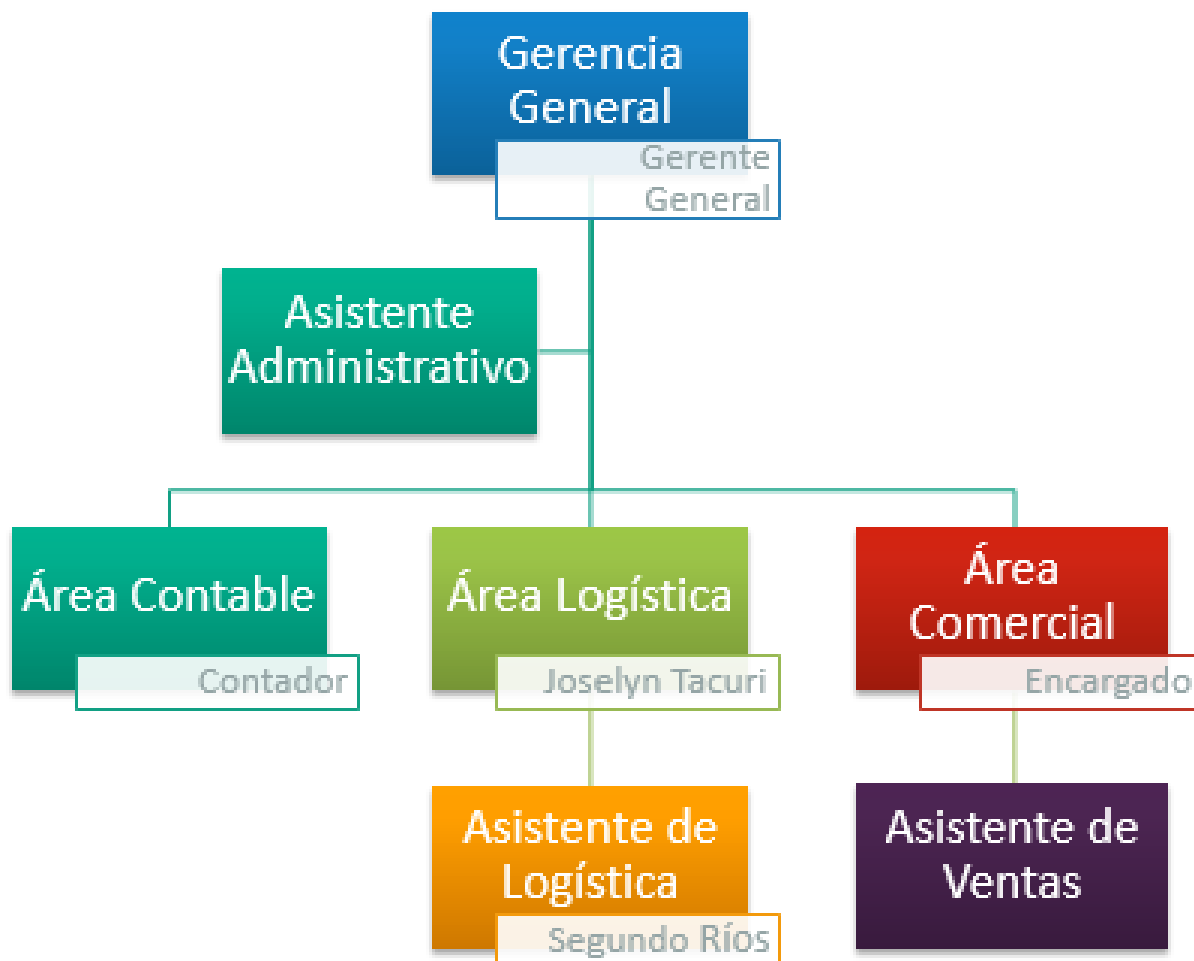 Gerencia
General
Gerente
General
Asistente
Administrativo
Área Contable
Contador
Área Logística
Joselyn Tacuri
Área
Comercial
Encargado
Asistente de
Logística
Segundo Ríos
Asistente de
Ventas